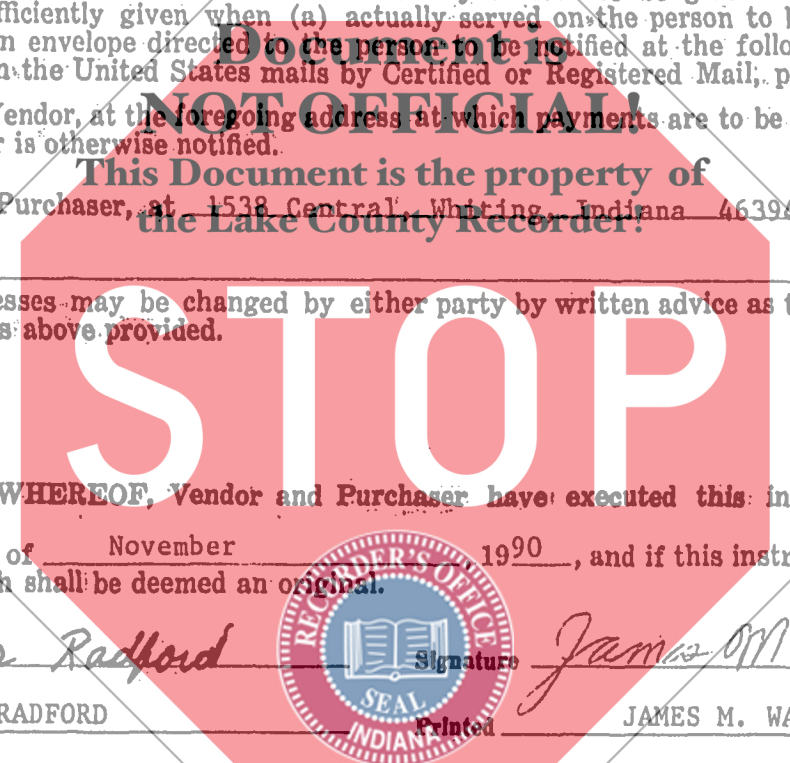 fficiently given when (a) actually served on the person to
n envelope directed to the person to be notified at the follo
n the United States mails by Certified or Registered Mail, p
Document is
NOT OFFICIAL!
Vendor, at the foregoing address at which payments are to be
r is otherwise notified.
This Document is the property of
the Lake County Recorder!
Purchaser, at 1538 Central, Whiting, Indiana 46394
esses may be changed by either party by written advice as t
s above provided.
STOP
WHEREOF, Vendor and Purchaser have executed this in
of November, 1990, and if this instr
h shall be deemed an original.
RECORDER'S OFFICE
SEAL
INDIANA
Radford Signature James M
RADFORD Printed JAMES M. WA